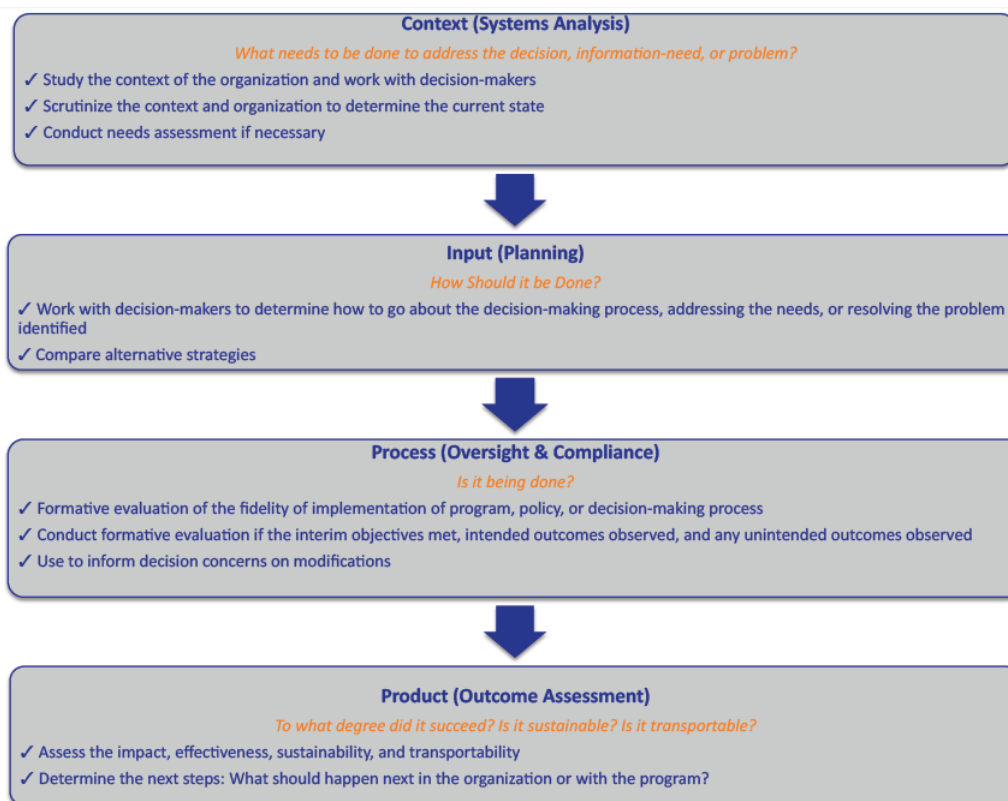 Context (Systems Analysis)
What needs to be done to address the decision, information-need, or problem?
✓ Study the context of the organization and work with decision-makers
✓ Scrutinize the context and organization to determine the current state
✓ Conduct needs assessment if necessary
Input (Planning)
How Should it be Done?
✓ Work with decision-makers to determine how to go about the decision-making process, addressing the needs, or resolving the problem
identified
✓ Compare alternative strategies
Process (Oversight & Compliance)
Is it being done?
✓ Formative evaluation of the fidelity of implementation of program, policy, or decision-making process
✓ Conduct formative evaluation if the interim objectives met, intended outcomes observed, and any unintended outcomes observed
✓ Use to inform decision concerns on modifications
Product (Outcome Assessment)
To what degree did it succeed? Is it sustainable? Is it transportable?
✓ Assess the impact, effectiveness, sustainability, and transportability
✓ Determine the next steps: What should happen next in the organization or with the program?